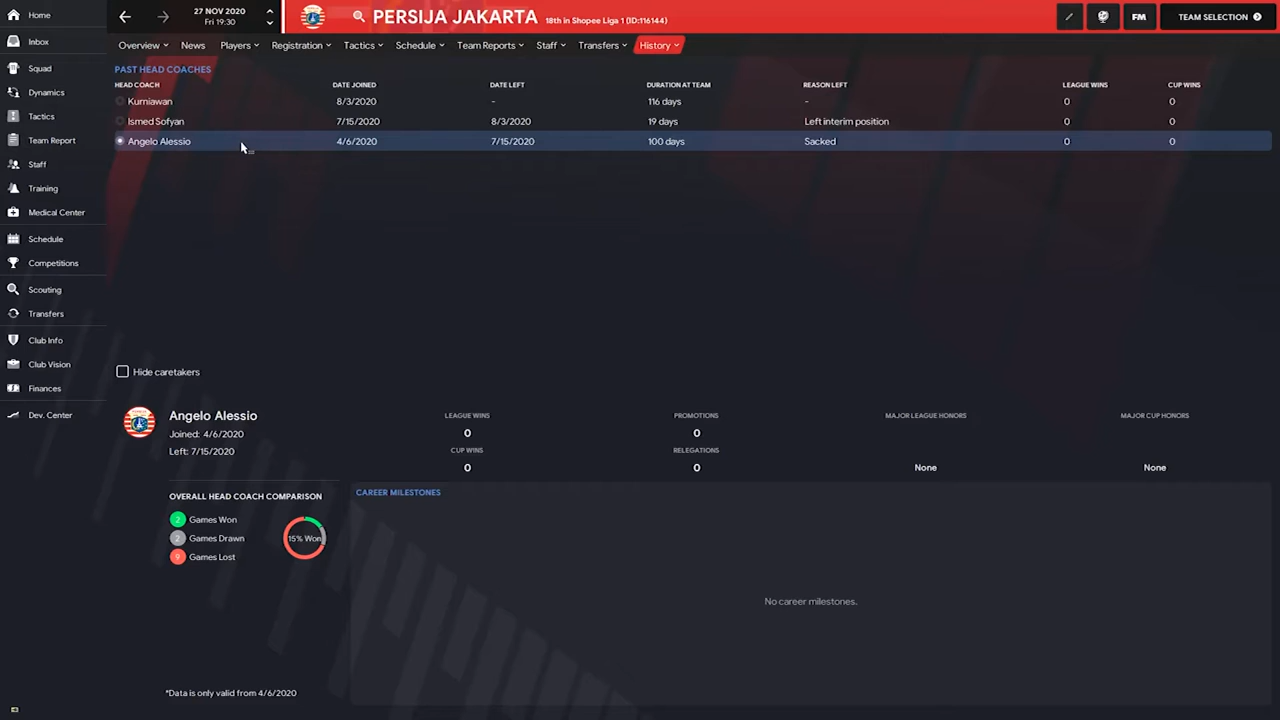 Home
27 NOV 2020
Fri 19:30
PERSIJA JAKARTA 18th in Shopee Liga 1 (ID:116144)
FM
TEAM SELECTION
Inbox
Overview News Players Registration Tactics Schedule Team Reports Staff Transfers History
Squad
Dynamics
Tactics
Team Report
Staff
Training
Medical Center
Schedule
Competitions
Scouting
Transfers
Club Info
Club Vision
Finances
Dev. Center
PAST HEAD COACHES
HEAD COACH DATE JOINED DATE LEFT DURATION AT TEAM REASON LEFT LEAGUE WINS CUP WINS
Kurniawan 8/3/2020 - 116 days - 0 0
Ismed Sofyan 7/15/2020 8/3/2020 19 days Left interim position 0 0
Angelo Alessio 4/6/2020 7/15/2020 100 days Sacked 0 0
Hide caretakers
Angelo Alessio
Joined: 4/6/2020
Left: 7/15/2020
LEAGUE WINS PROMOTIONS MAJOR LEAGUE HONORS MAJOR CUP HONORS
0 0
CUP WINS RELEGATIONS
0 0 None None
OVERALL HEAD COACH COMPARISON
2 Games Won
2 Games Drawn
9 Games Lost
15% Won
CAREER MILESTONES
No career milestones.
*Data is only valid from 4/6/2020